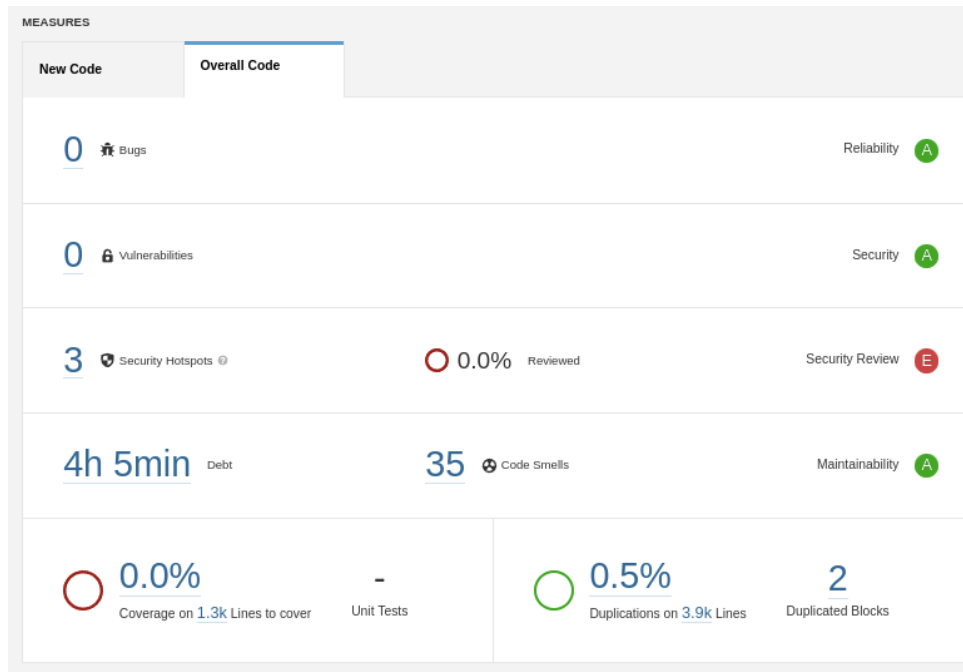 MEASURES
New Code
Overall Code
0 Bugs
Reliability A
0 Vulnerabilities
Security A
3 Security Hotspots ?
0.0% Reviewed
Security Review E
4h 5min Debt
35 Code Smells
Maintainability A
0.0%
Coverage on 1.3k Lines to cover
-
Unit Tests
0.5%
Duplications on 3.9k Lines
2
Duplicated Blocks